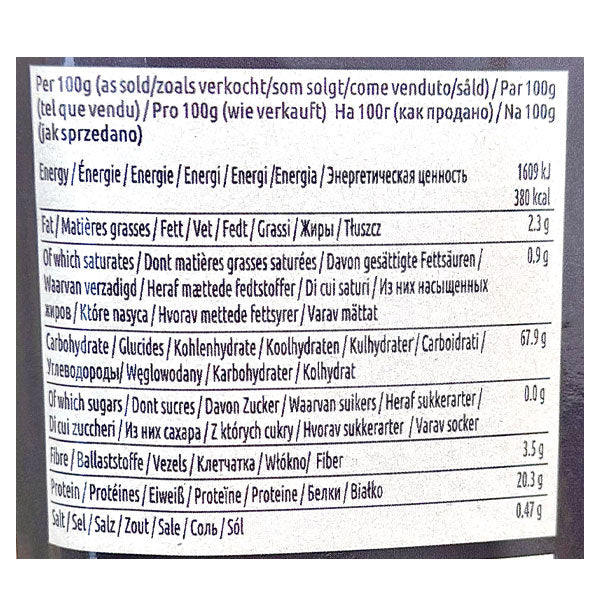 Per 100g (as sold/zoals verkocht/som solgt/come venduto/såld) / Par 100g
(tel que vendu) / Pro 100g (wie verkauft) На 100г (как продано) / Na 100g
(jak sprzedano)
Energy / Énergie / Energie / Energi / Energi / Energia / Энергетическая ценность 1609 kJ
380 kcal
Fat / Matières grasses / Fett / Vet / Fedt / Grassi / Жиры / Tłuszcz 2.3 g
Of which saturates / Dont matières grasses saturées / Davon gesättigte Fettsäuren / 0,9 g
Waarvan verzadigd / Heraf mættede fedtstoffer / Di cui saturi / Из них насыщенных
жиров / Które nasyca / Hvorav mettede fettsyrer / Varav mättat
Carbohydrate / Glucides / Kohlenhydrate / Koolhydraten / Kulhydrater / Carboidrati / 67.9 g
Углеводороды/ Węglowodany / Karbohydrater / Kolhydrat
Of which sugars / Dont sucres / Davon Zucker / Waarvan suikers / Heraf sukkerarter / 0.0 g
Di cui zuccheri / Из них сахара / Z których cukry / Hvorav sukkerarter / Varav socker
Fibre / Ballaststoffe / Vezels / Клетчатка / Włókno/ Fiber 3.5 g
Protein / Protéines / Eiweiß / Proteïne / Proteine / Белки / Białko 20.3 g
Salt / Sel / Salz / Zout / Sale / Соль / Sól 0.47 g